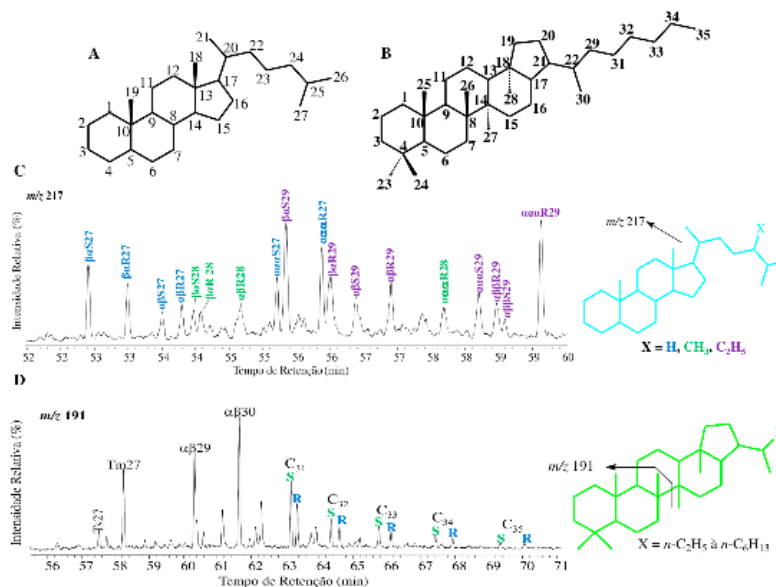 A
21
20
22
18
12
23
24
19
11
17
13
25
26
1
9
14
16
27
2
10
8
15
3
5
7
4
6
B
19
20
32
34
12
22
29
33
35
11
18
21
31
25
13
17
1
26
28
30
2
9
14
16
10
8
15
3
27
4
5
7
6
23
24
C
m/z 217
Intensidade Relativa (%)
βαS27
βαR27
αβS27
αβR27
βαS28
βαR 28
αβR28
αααS27
βαS29
αααR27
βαR29
αβS29
αβR29
αααR28
αααS29
αββR29
αββS29
αααR29
52 53 54 55 56 57 58 59 60
Tempo de Retenção (min)
m/z 217
X
X = H, CH₃, C₂H₅
D
m/z 191
Intensidade Relativa (%)
Ts27
Tm27
αβ29
αβ30
C₃₁
S R
C₃₂
S R
C₃₃
S R
C₃₄
S R
C₃₅
S R
56 57 58 59 60 61 62 63 64 65 66 67 68 69 70 71
Tempo de Retenção (min)
m/z 191
X = n-C₂H₅ à n-C₆H₁₃